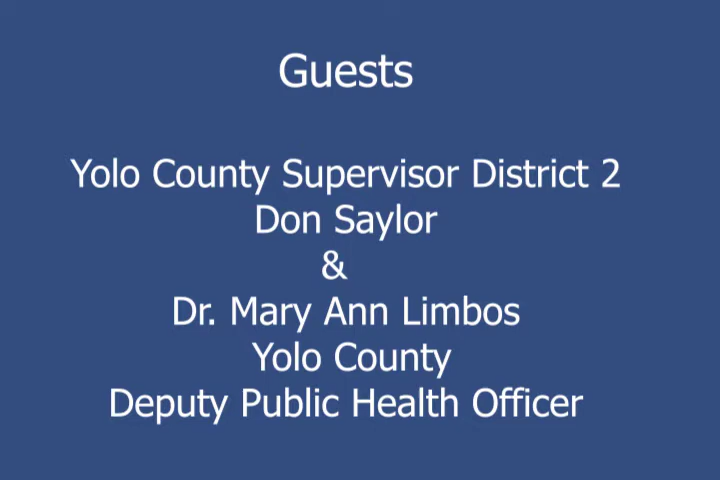 Guests
Yolo County Supervisor District 2
Don Saylor
&
Dr. Mary Ann Limbos
Yolo County
Deputy Public Health Officer